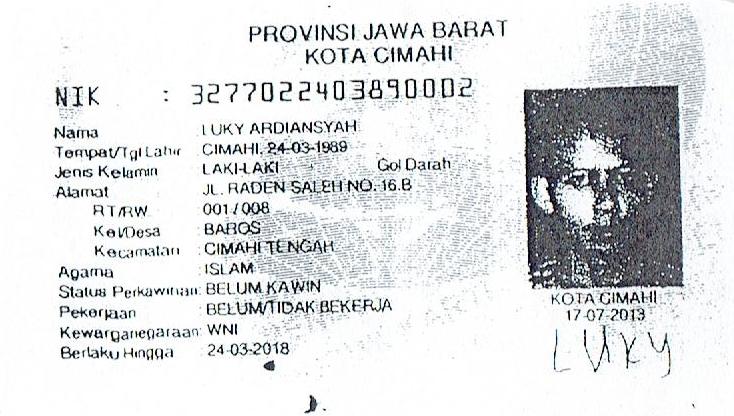 PROVINSI JAWA BARAT
KOTA CIMAHI
NIK : 3277022403890002
Nama : LUKY ARDIANSYAH
Tempat/Tgl Lahir : CIMAHI, 24-03-1989
Jenis Kelamin : LAKI-LAKI Gol Darah
Alamat : JL. RADEN SALEH NO. 16.B
RT/RW : 001/008
Kel/Desa : BAROS
Kecamatan : CIMAHI TENGAH
Agama : ISLAM
Status Perkawinan: BELUM KAWIN
Pekerjaan : BELUM/TIDAK BEKERJA
Kewarganegaraan: WNI
Berlaku Hingga : 24-03-2018
KOTA CIMAHI
17-07-2013
LUKY